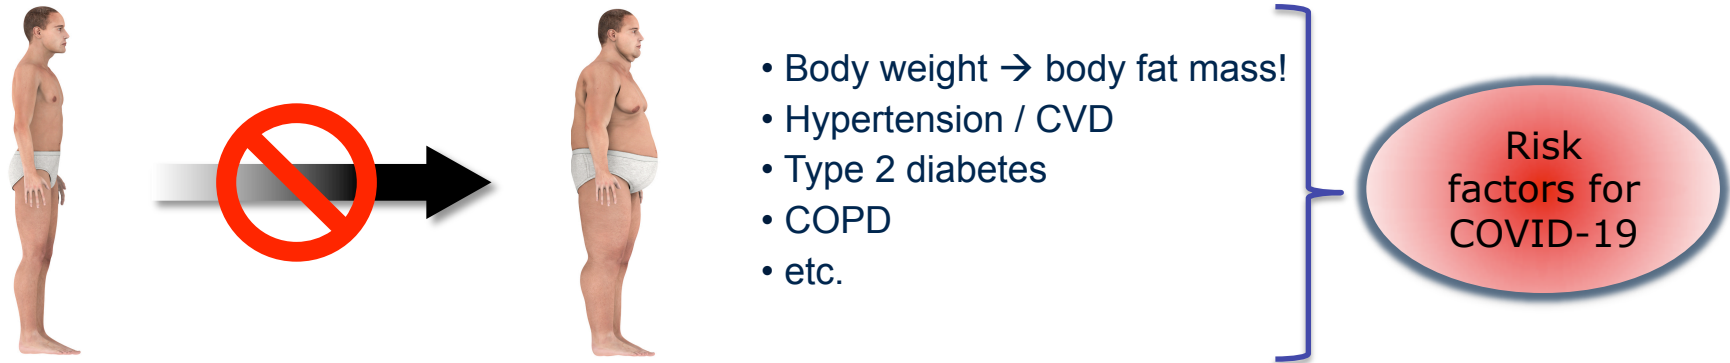 • Body weight → body fat mass!
• Hypertension / CVD
• Type 2 diabetes
• COPD
• etc.
Risk
factors for
COVID-19